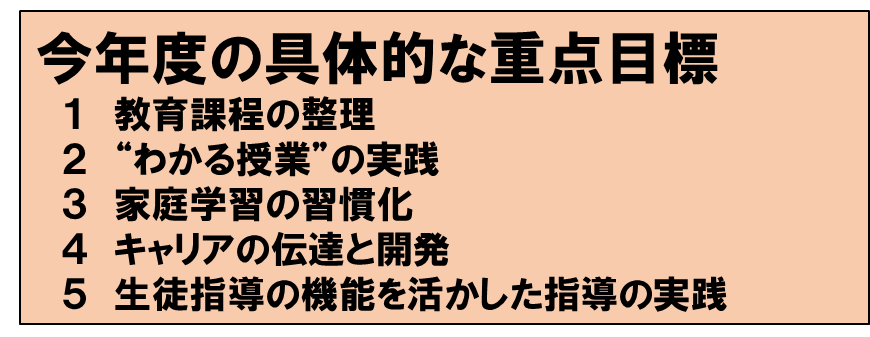 今年度の具体的な重点目標
1 教育課程の整理
2 “わかる授業”の実践
3 家庭学習の習慣化
4 キャリアの伝達と開発
5 生徒指導の機能を活かした指導の実践